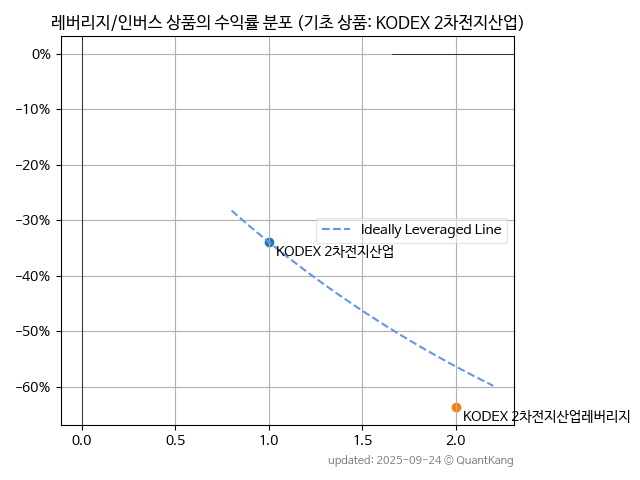 레버리지/인버스 상품의 수익률 분포 (기초 상품: KODEX 2차전지산업)
0%
−10%
−20%
−30%
Ideally Leveraged Line
KODEX 2차전지산업
−40%
−50%
−60%
KODEX 2차전지산업레버리지
0.0 0.5 1.0 1.5 2.0
updated: 2025-09-24 © QuantKang